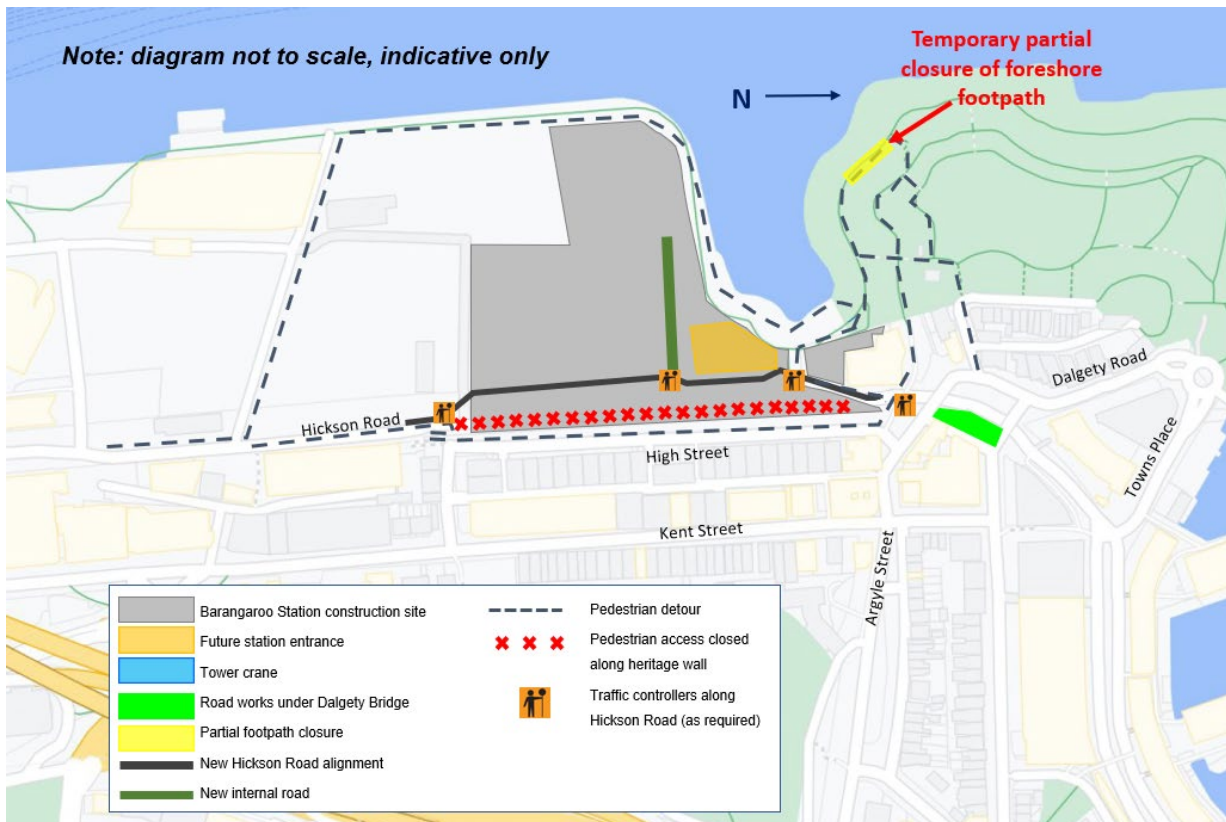 Note: diagram not to scale, indicative only
Temporary partial
closure of foreshore
footpath
N
Dalgety Road
Hickson Road
High Street
Towns Place
Kent Street
Argyle Street
Barangaroo Station construction site
Future station entrance
Tower crane
Road works under Dalgety Bridge
Partial footpath closure
New Hickson Road alignment
New internal road
Pedestrian detour
Pedestrian access closed
along heritage wall
Traffic controllers along
Hickson Road (as required)